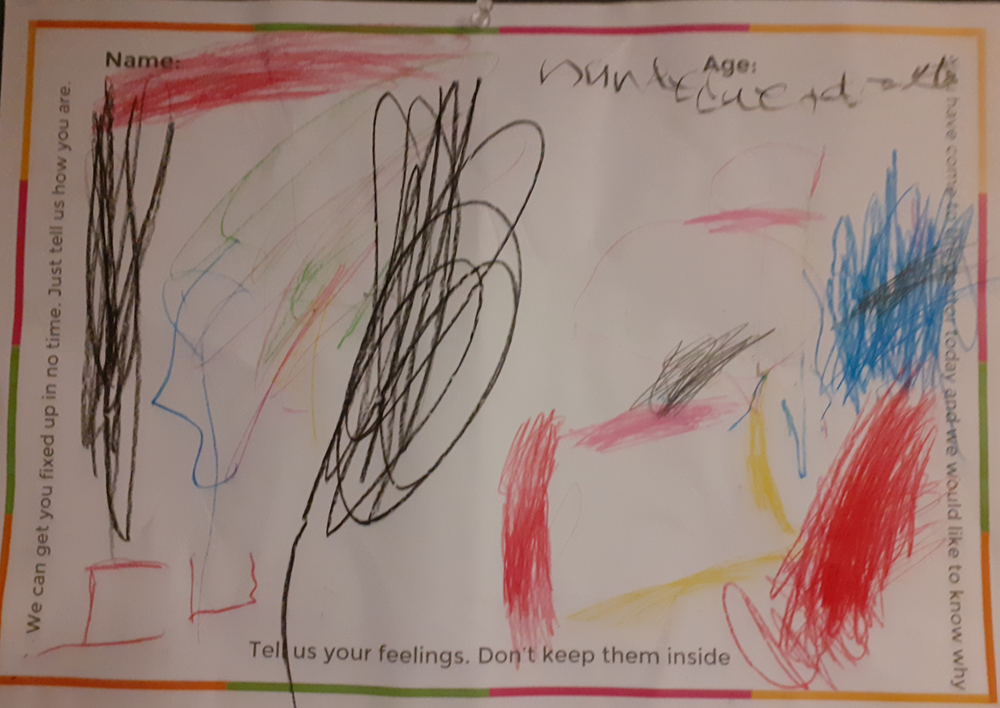 Name:
Age:
You have come to the doctor today and we would like to know why
Tell us your feelings. Don't keep them inside
We can get you fixed up in no time. Just tell us how you are.